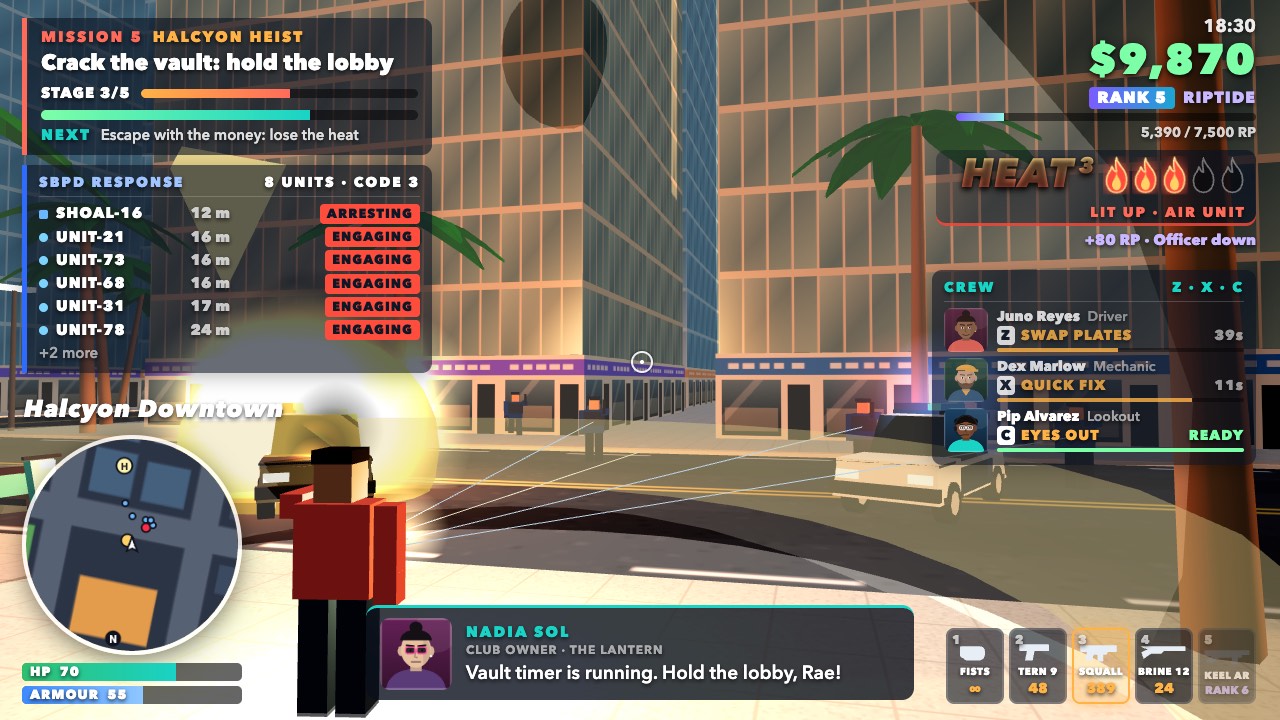 MISSION 5 HALCYON HEIST
Crack the vault: hold the lobby
STAGE 3/5
NEXT Escape with the money: lose the heat
SBPD RESPONSE 8 UNITS · CODE 3
SHOAL-16 12 m ARRESTING
UNIT-21 16 m ENGAGING
UNIT-73 16 m ENGAGING
UNIT-68 16 m ENGAGING
UNIT-31 17 m ENGAGING
UNIT-78 24 m ENGAGING
+2 more
Halcyon Downtown
H
N
HP 70
ARMOUR 55
18:30
$9,870
RANK 5 RIPTIDE
5,390 / 7,500 RP
HEAT³
LIT UP · AIR UNIT
+80 RP · Officer down
CREW Z · X · C
Juno Reyes Driver
Z SWAP PLATES 39s
Dex Marlow Mechanic
X QUICK FIX 11s
Pip Alvarez Lookout
C EYES OUT READY
NADIA SOL
CLUB OWNER · THE LANTERN
Vault timer is running. Hold the lobby, Rae!
1 2 3 4 5
FISTS TERN 9 SQUALL BRINE 12 KEEL AR
∞ 48 389 24 RANK 6